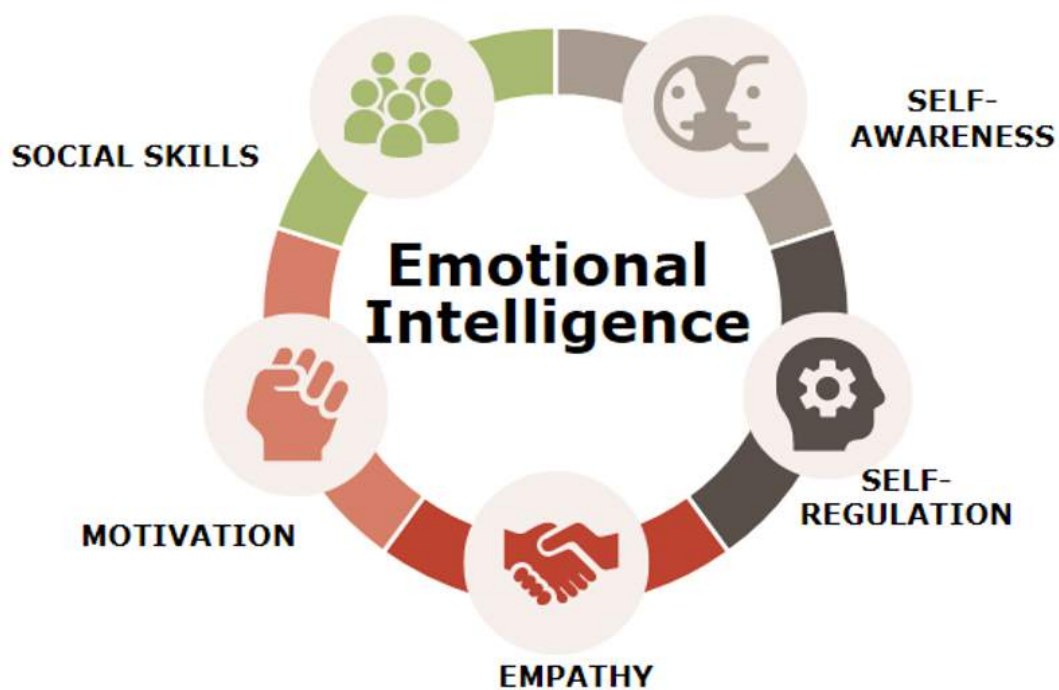 Emotional
Intelligence
SELF-
AWARENESS
SELF-
REGULATION
EMPATHY
MOTIVATION
SOCIAL SKILLS